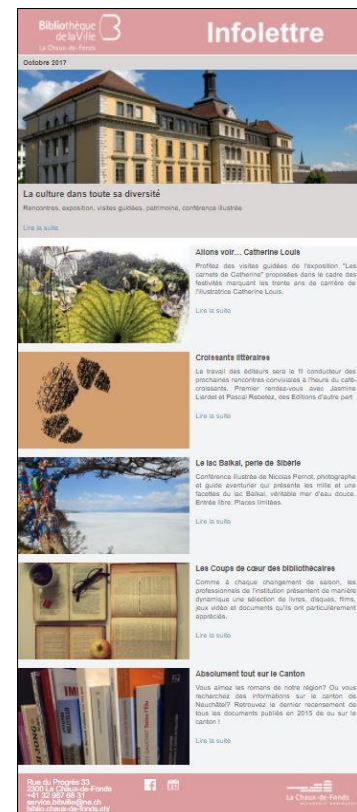 Bibliothèque
de la Ville
La Chaux-de-Fonds
Infolettre
Octobre 2017
La culture dans toute sa diversité
Rencontres, exposition, visites guidées, patrimoine, conférence illustrée
Lire la suite
Allons voir... Catherine Louis
Profitez des visites guidées de l'exposition "Les
carnets de Catherine" proposées dans le cadre des
festivités marquant les trente ans de carrière de
l'illustratrice Catherine Louis.
Lire la suite
Croissants littéraires
Le travail des éditeurs sera le fil conducteur des
prochaines rencontres conviviales à l'heure du café-
croissants. Premier rendez-vous avec Jasmine
Liardet et Pascal Rebetez, des Editions d'autre part
Lire la suite
Le lac Baïkal, perle de Sibérie
Conférence illustrée de Nicolas Pernot, photographe
et guide aventurier qui présente les mille et une
facettes du lac Baïkal, véritable mer d'eau douce.
Entrée libre. Places limitées.
Lire la suite
Les Coups de cœur des bibliothécaires
Comme à chaque changement de saison, les
professionnels de l'institution présentent de manière
dynamique une sélection de livres, disques, films,
jeux vidéo et documents qu'ils ont particulièrement
appréciés.
Lire la suite
Absolument tout sur le Canton
Vous aimez les romans de notre région? Ou vous
recherchez des informations sur le canton de
Neuchâtel? Retrouvez le dernier recensement de
tous les documents publiés en 2015 de ou sur le
canton !
Lire la suite
Rue du Progrès 33
2300 La Chaux-de-Fonds
+41 32 967 68 31
service.bibville@ne.ch
biblio.chaux-de-fonds.ch/
La Chaux-de-Fonds